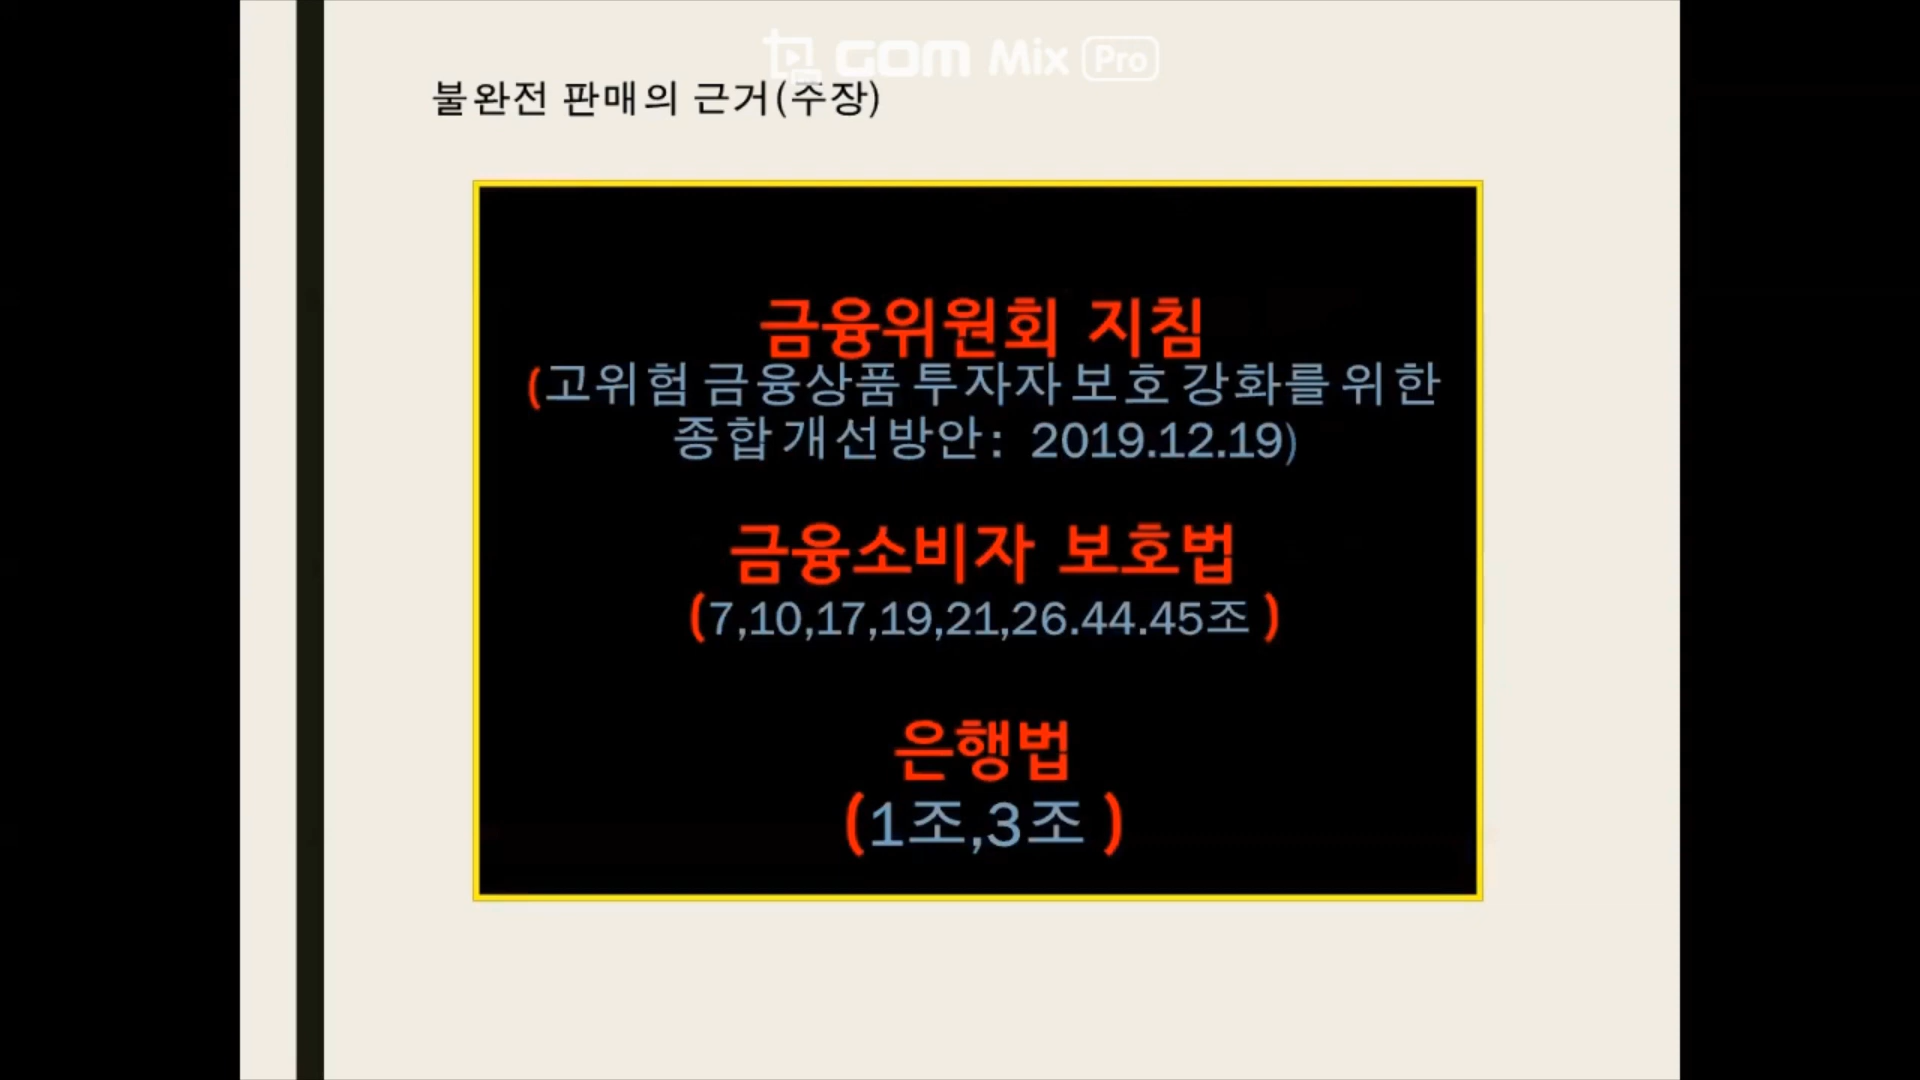 GOM Mix Pro
불완전 판매의 근거(주장)
금융위원회 지침
(고위험 금융상품 투자자 보호 강화를 위한
종합 개선방안: 2019.12.19)
금융소비자 보호법
(7,10,17,19,21,26.44.45조 )
은행법
(1조,3조 )